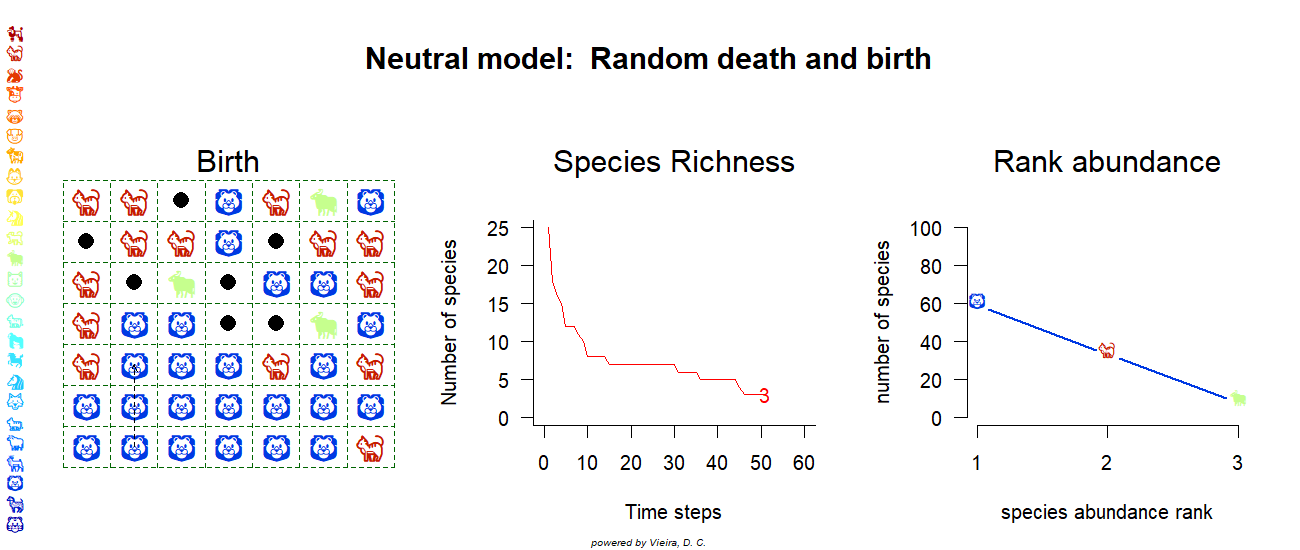 Neutral model:  Random death and birth
Birth
Species Richness
Number of species
25
20
15
10
5
0
3
0 10 20 30 40 50 60
Time steps
Rank abundance
number of species
100
80
60
40
20
0
1 2 3
species abundance rank
powered by Vieira, D. C.